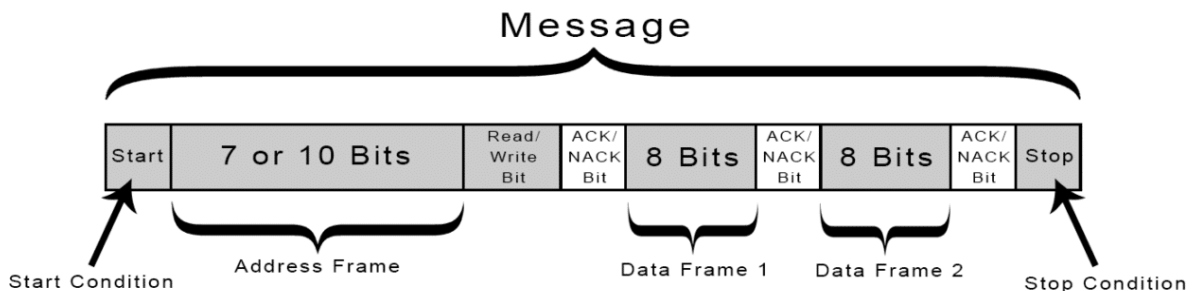 Message
Start
7 or 10 Bits
Read/
Write
Bit
ACK/
NACK
Bit
8 Bits
ACK/
NACK
Bit
8 Bits
ACK/
NACK
Bit
Stop
Start Condition
Address Frame
Data Frame 1
Data Frame 2
Stop Condition